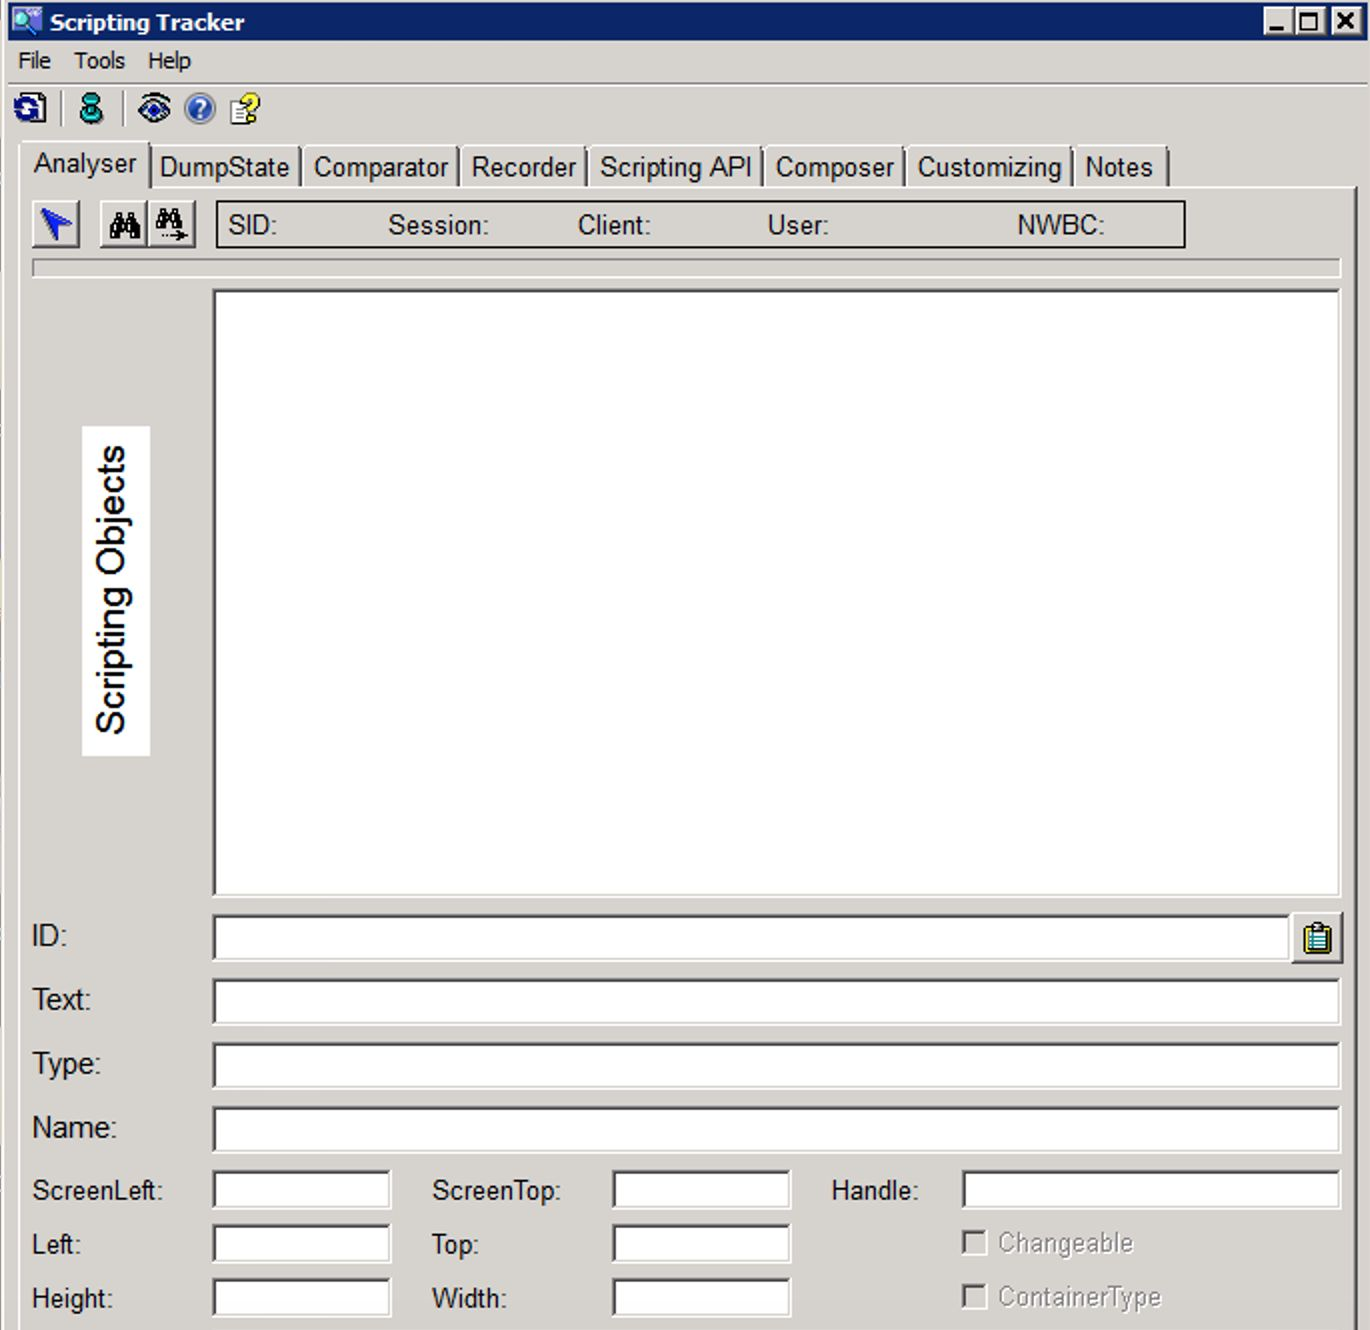 Scripting Tracker
File Tools Help
Analyser DumpState Comparator Recorder Scripting API Composer Customizing Notes
SID: Session: Client: User: NWBC:
Scripting Objects
ID:
Text:
Type:
Name:
ScreenLeft: ScreenTop: Handle:
Left: Top: Changeable
Height: Width: ContainerType